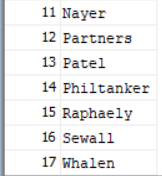 11 Nayer
12 Partners
13 Patel
14 Philtanker
15 Raphaely
16 Sewall
17 Whalen